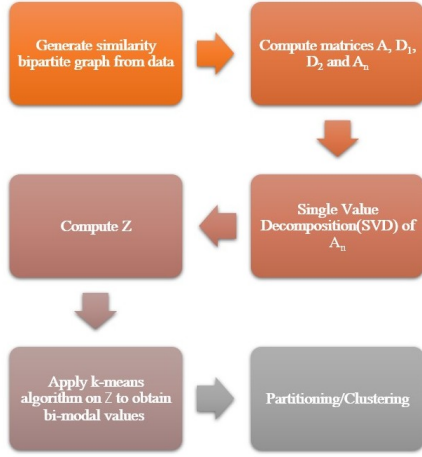 Generate similarity
bipartite graph from data
Compute matrices A, D₁,
D₂ and Aₙ
Single Value
Decomposition(SVD) of
Aₙ
Compute Z
Apply k-means
algorithm on Z to obtain
bi-modal values
Partitioning/Clustering